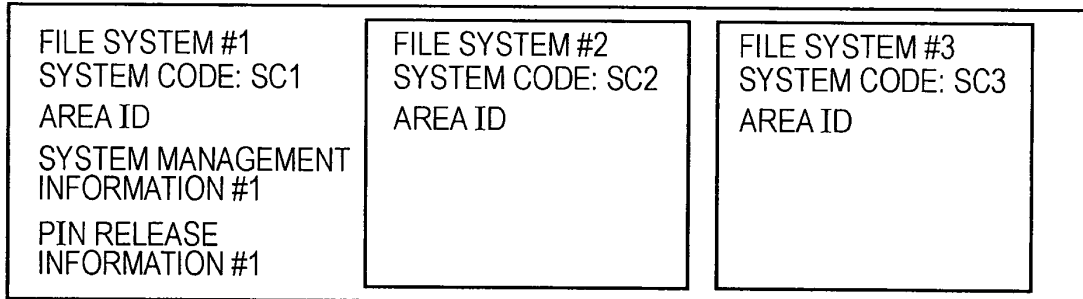 FILE SYSTEM #1
SYSTEM CODE: SC1
AREA ID
SYSTEM MANAGEMENT
INFORMATION #1
PIN RELEASE
INFORMATION #1
FILE SYSTEM #2
SYSTEM CODE: SC2
AREA ID
FILE SYSTEM #3
SYSTEM CODE: SC3
AREA ID